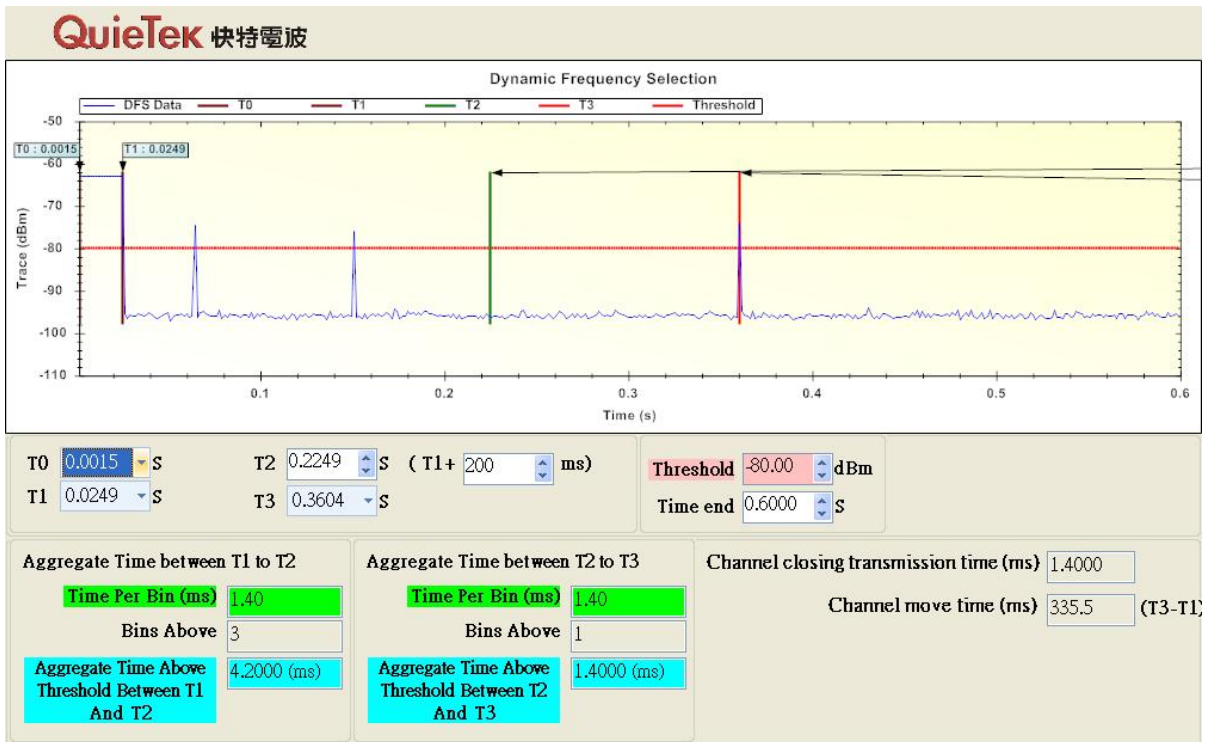 QuieTek 快特電波
Dynamic Frequency Selection
DFS Data T0 T1 T2 T3 Threshold
-50
-60
-70
-80
-90
-100
-110
Trace (dBm)
T0 : 0.0015
T1 : 0.0249
0.1 0.2 0.3 0.4 0.5 0.6
Time (s)
T0 0.0015 S T2 0.2249 S ( T1+ 200 ms) Threshold -80.00 dBm
T1 0.0249 S T3 0.3604 S Time end 0.6000 S
Aggregate Time between T1 to T2
Time Per Bin (ms) 1.40
Bins Above 3
Aggregate Time Above
Threshold Between T1
And T2
4.2000 (ms)
Aggregate Time between T2 to T3
Time Per Bin (ms) 1.40
Bins Above 1
Aggregate Time Above
Threshold Between T2
And T3
1.4000 (ms)
Channel closing transmission time (ms) 1.4000
Channel move time (ms) 335.5 (T3-T1)